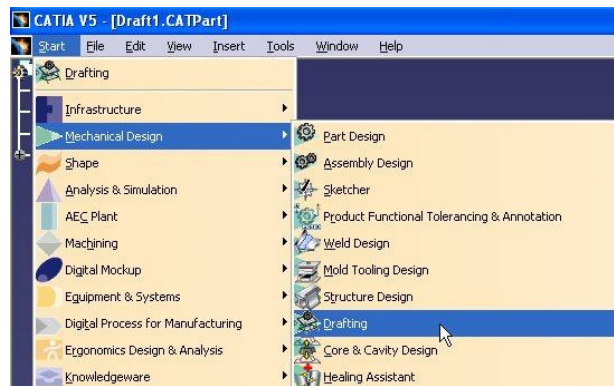 CATIA V5 - [Draft1.CATPart]
Start File Edit View Insert Tools Window Help
Drafting
Infrastructure
Mechanical Design
Shape
Analysis & Simulation
AEC Plant
Machining
Digital Mockup
Equipment & Systems
Digital Process for Manufacturing
Ergonomics Design & Analysis
Knowledgeware
Part Design
Assembly Design
Sketcher
Product Functional Tolerancing & Annotation
Weld Design
Mold Tooling Design
Structure Design
Drafting
Core & Cavity Design
Healing Assistant